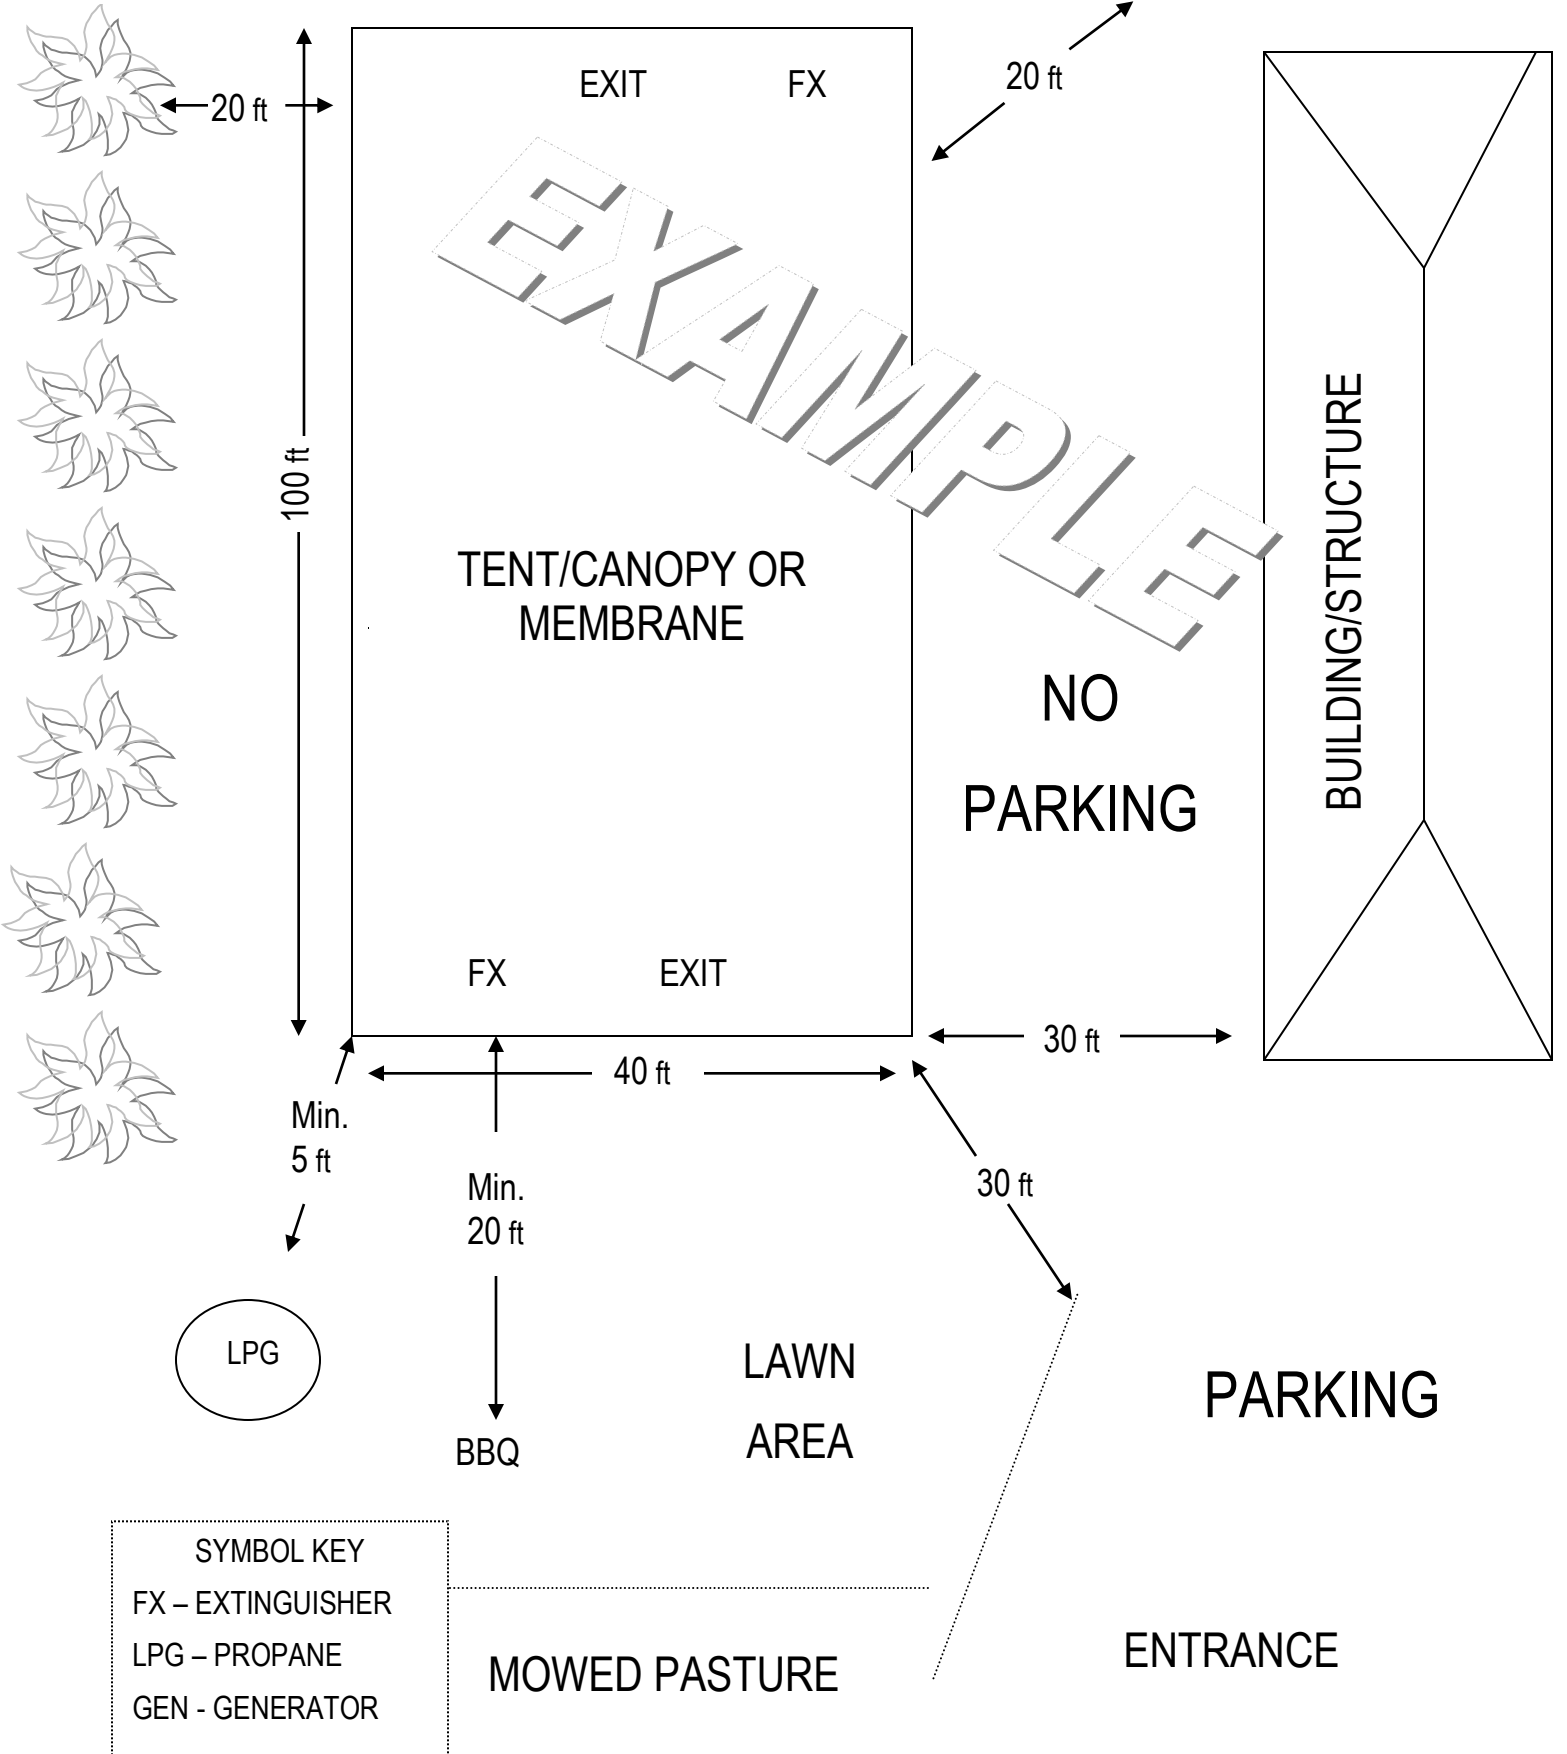 20 ft
EXIT
FX
20 ft
EXAMPLE
100 ft
TENT/CANOPY OR
MEMBRANE
BUILDING/STRUCTURE
NO
PARKING
FX
EXIT
30 ft
40 ft
Min.
5 ft
Min.
20 ft
30 ft
LPG
LAWN
AREA
PARKING
BBQ
SYMBOL KEY
FX – EXTINGUISHER
LPG – PROPANE
GEN - GENERATOR
MOWED PASTURE
ENTRANCE